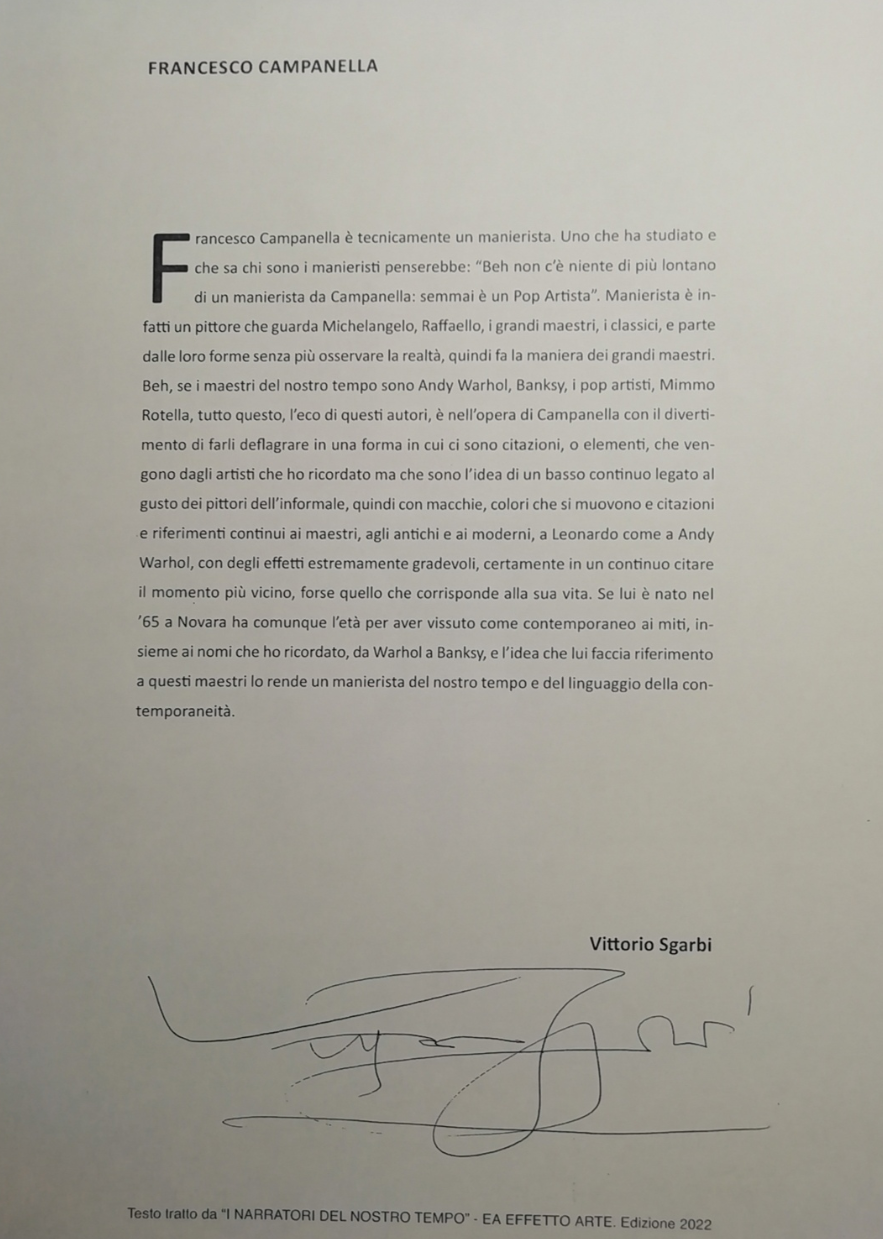 FRANCESCO CAMPANELLA
Francesco Campanella è tecnicamente un manierista. Uno che ha studiato e
che sa chi sono i manieristi penserebbe: “Beh non c’è niente di più lontano
di un manierista da Campanella: semmai è un Pop Artista”. Manierista è in-
fatti un pittore che guarda Michelangelo, Raffaello, i grandi maestri, i classici, e parte
dalle loro forme senza più osservare la realtà, quindi fa la maniera dei grandi maestri.
Beh, se i maestri del nostro tempo sono Andy Warhol, Banksy, i pop artisti, Mimmo
Rotella, tutto questo, l’eco di questi autori, è nell’opera di Campanella con il diverti-
mento di farli deflagrare in una forma in cui ci sono citazioni, o elementi, che ven-
gono dagli artisti che ho ricordato ma che sono l’idea di un basso continuo legato al
gusto dei pittori dell’informale, quindi con macchie, colori che si muovono e citazioni
e riferimenti continui ai maestri, agli antichi e ai moderni, a Leonardo come a Andy
Warhol, con degli effetti estremamente gradevoli, certamente in un continuo citare
il momento più vicino, forse quello che corrisponde alla sua vita. Se lui è nato nel
’65 a Novara ha comunque l’età per aver vissuto come contemporaneo ai miti, in-
sieme ai nomi che ho ricordato, da Warhol a Banksy, e l’idea che lui faccia riferimento
a questi maestri lo rende un manierista del nostro tempo e del linguaggio della con-
temporaneità.
Vittorio Sgarbi
Testo tratto da “I NARRATORI DEL NOSTRO TEMPO” - EA EFFETTO ARTE. Edizione 2022